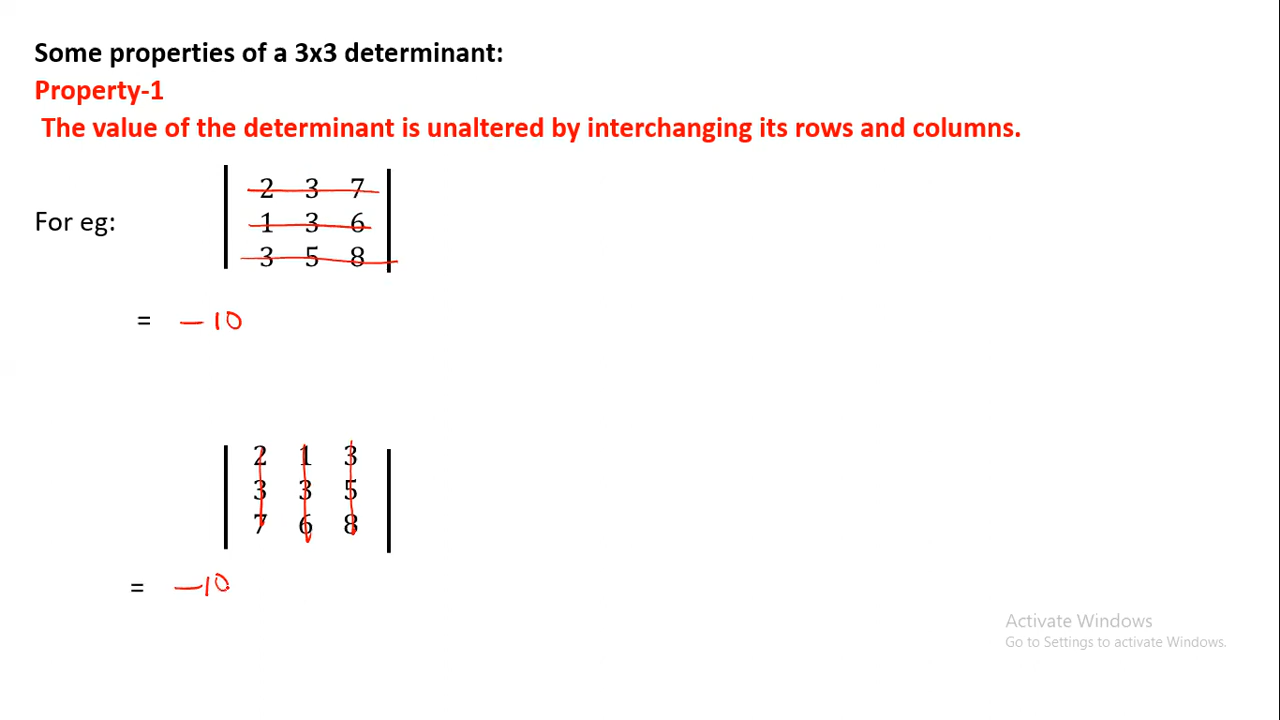 Some properties of a 3x3 determinant:
Property-1
The value of the determinant is unaltered by interchanging its rows and columns.
2 3 7
For eg: 1 3 6
3 5 8
= -10
2 1 3
3 3 5
7 6 8
= -10
Activate Windows
Go to Settings to activate Windows.